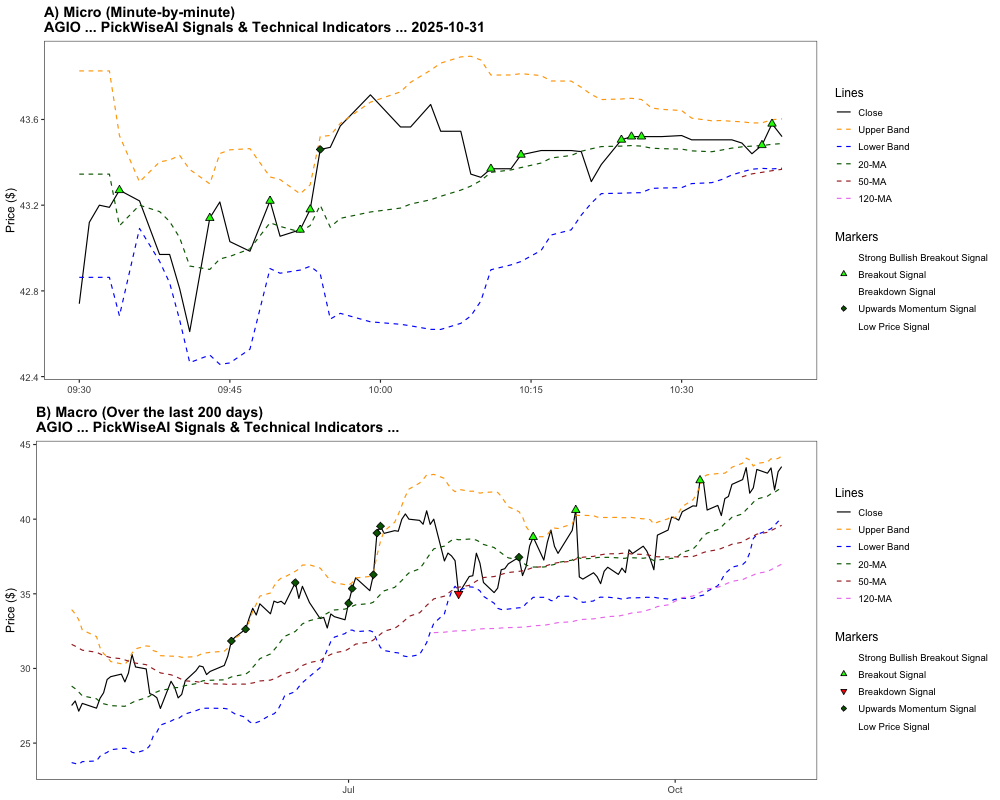 A) Micro (Minute-by-minute)
AGIO ... PickWiseAI Signals & Technical Indicators ... 2025-10-31
Price ($)
43.6
43.2
42.8
42.4
09:30
09:45
10:00
10:15
10:30
Lines
Close
Upper Band
Lower Band
20-MA
50-MA
120-MA
Markers
Strong Bullish Breakout Signal
Breakout Signal
Breakdown Signal
Upwards Momentum Signal
Low Price Signal
B) Macro (Over the last 200 days)
AGIO ... PickWiseAI Signals & Technical Indicators ...
Price ($)
45
40
35
30
25
Jul
Oct
Lines
Close
Upper Band
Lower Band
20-MA
50-MA
120-MA
Markers
Strong Bullish Breakout Signal
Breakout Signal
Breakdown Signal
Upwards Momentum Signal
Low Price Signal